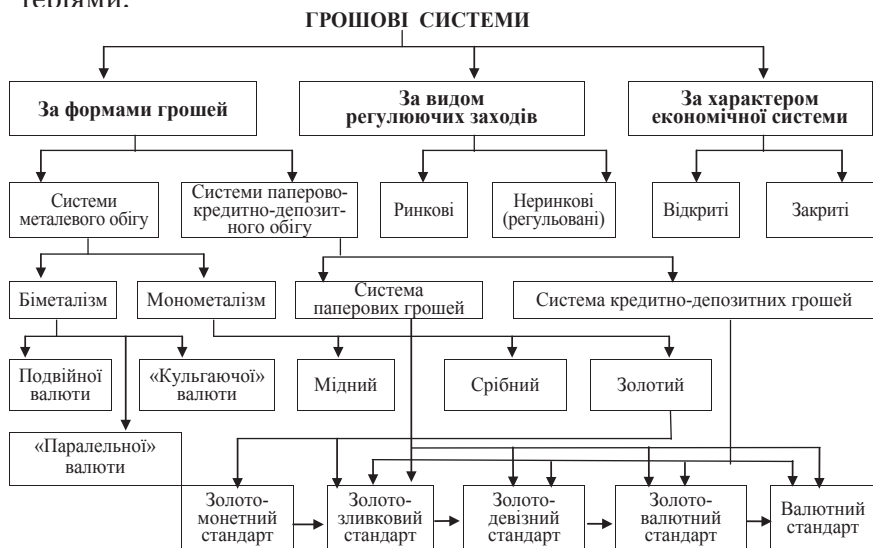 теріями.
ГРОШОВІ СИСТЕМИ
За формами грошей
За видом
регулюючих заходів
За характером
економічної системи
Системи
металевого обігу
Системи паперово-
кредитно-депозит-
ного обігу
Ринкові
Неринкові
(регульовані)
Відкриті
Закриті
Біметалізм
Монометалізм
Система
паперових грошей
Система кредитно-депозитних грошей
Подвійної
валюти
«Кульгаючої»
валюти
Мідний
Срібний
Золотий
«Паралельної»
валюти
Золото-
монетний
стандарт
Золото-
зливковий
стандарт
Золото-
девізний
стандарт
Золото-
валютний
стандарт
Валютний
стандарт